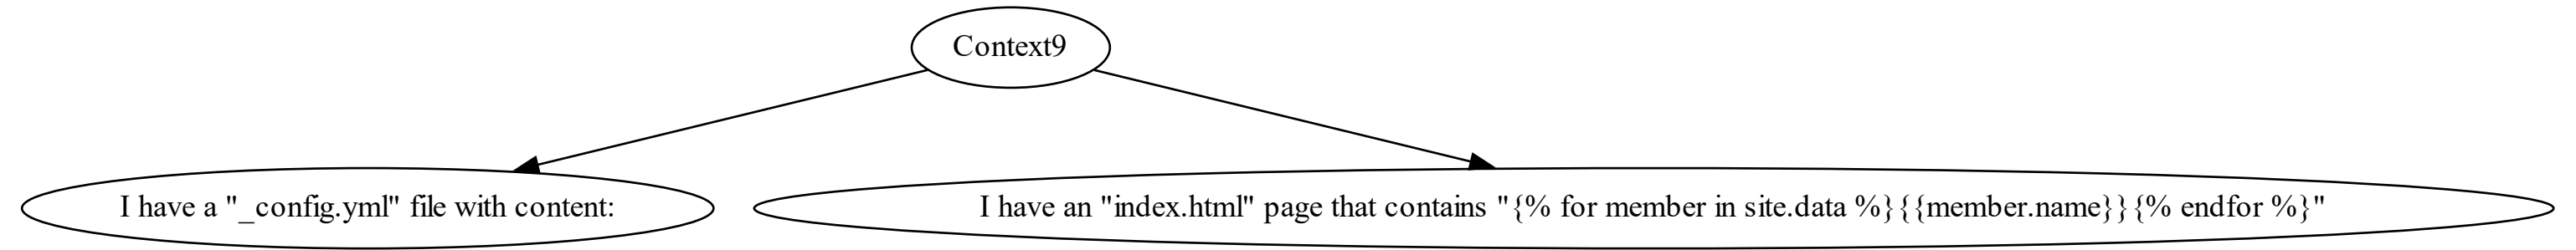 Context9
I have a "_config.yml" file with content:
I have an "index.html" page that contains "{% for member in site.data %}{{member.name}}{% endfor %}"